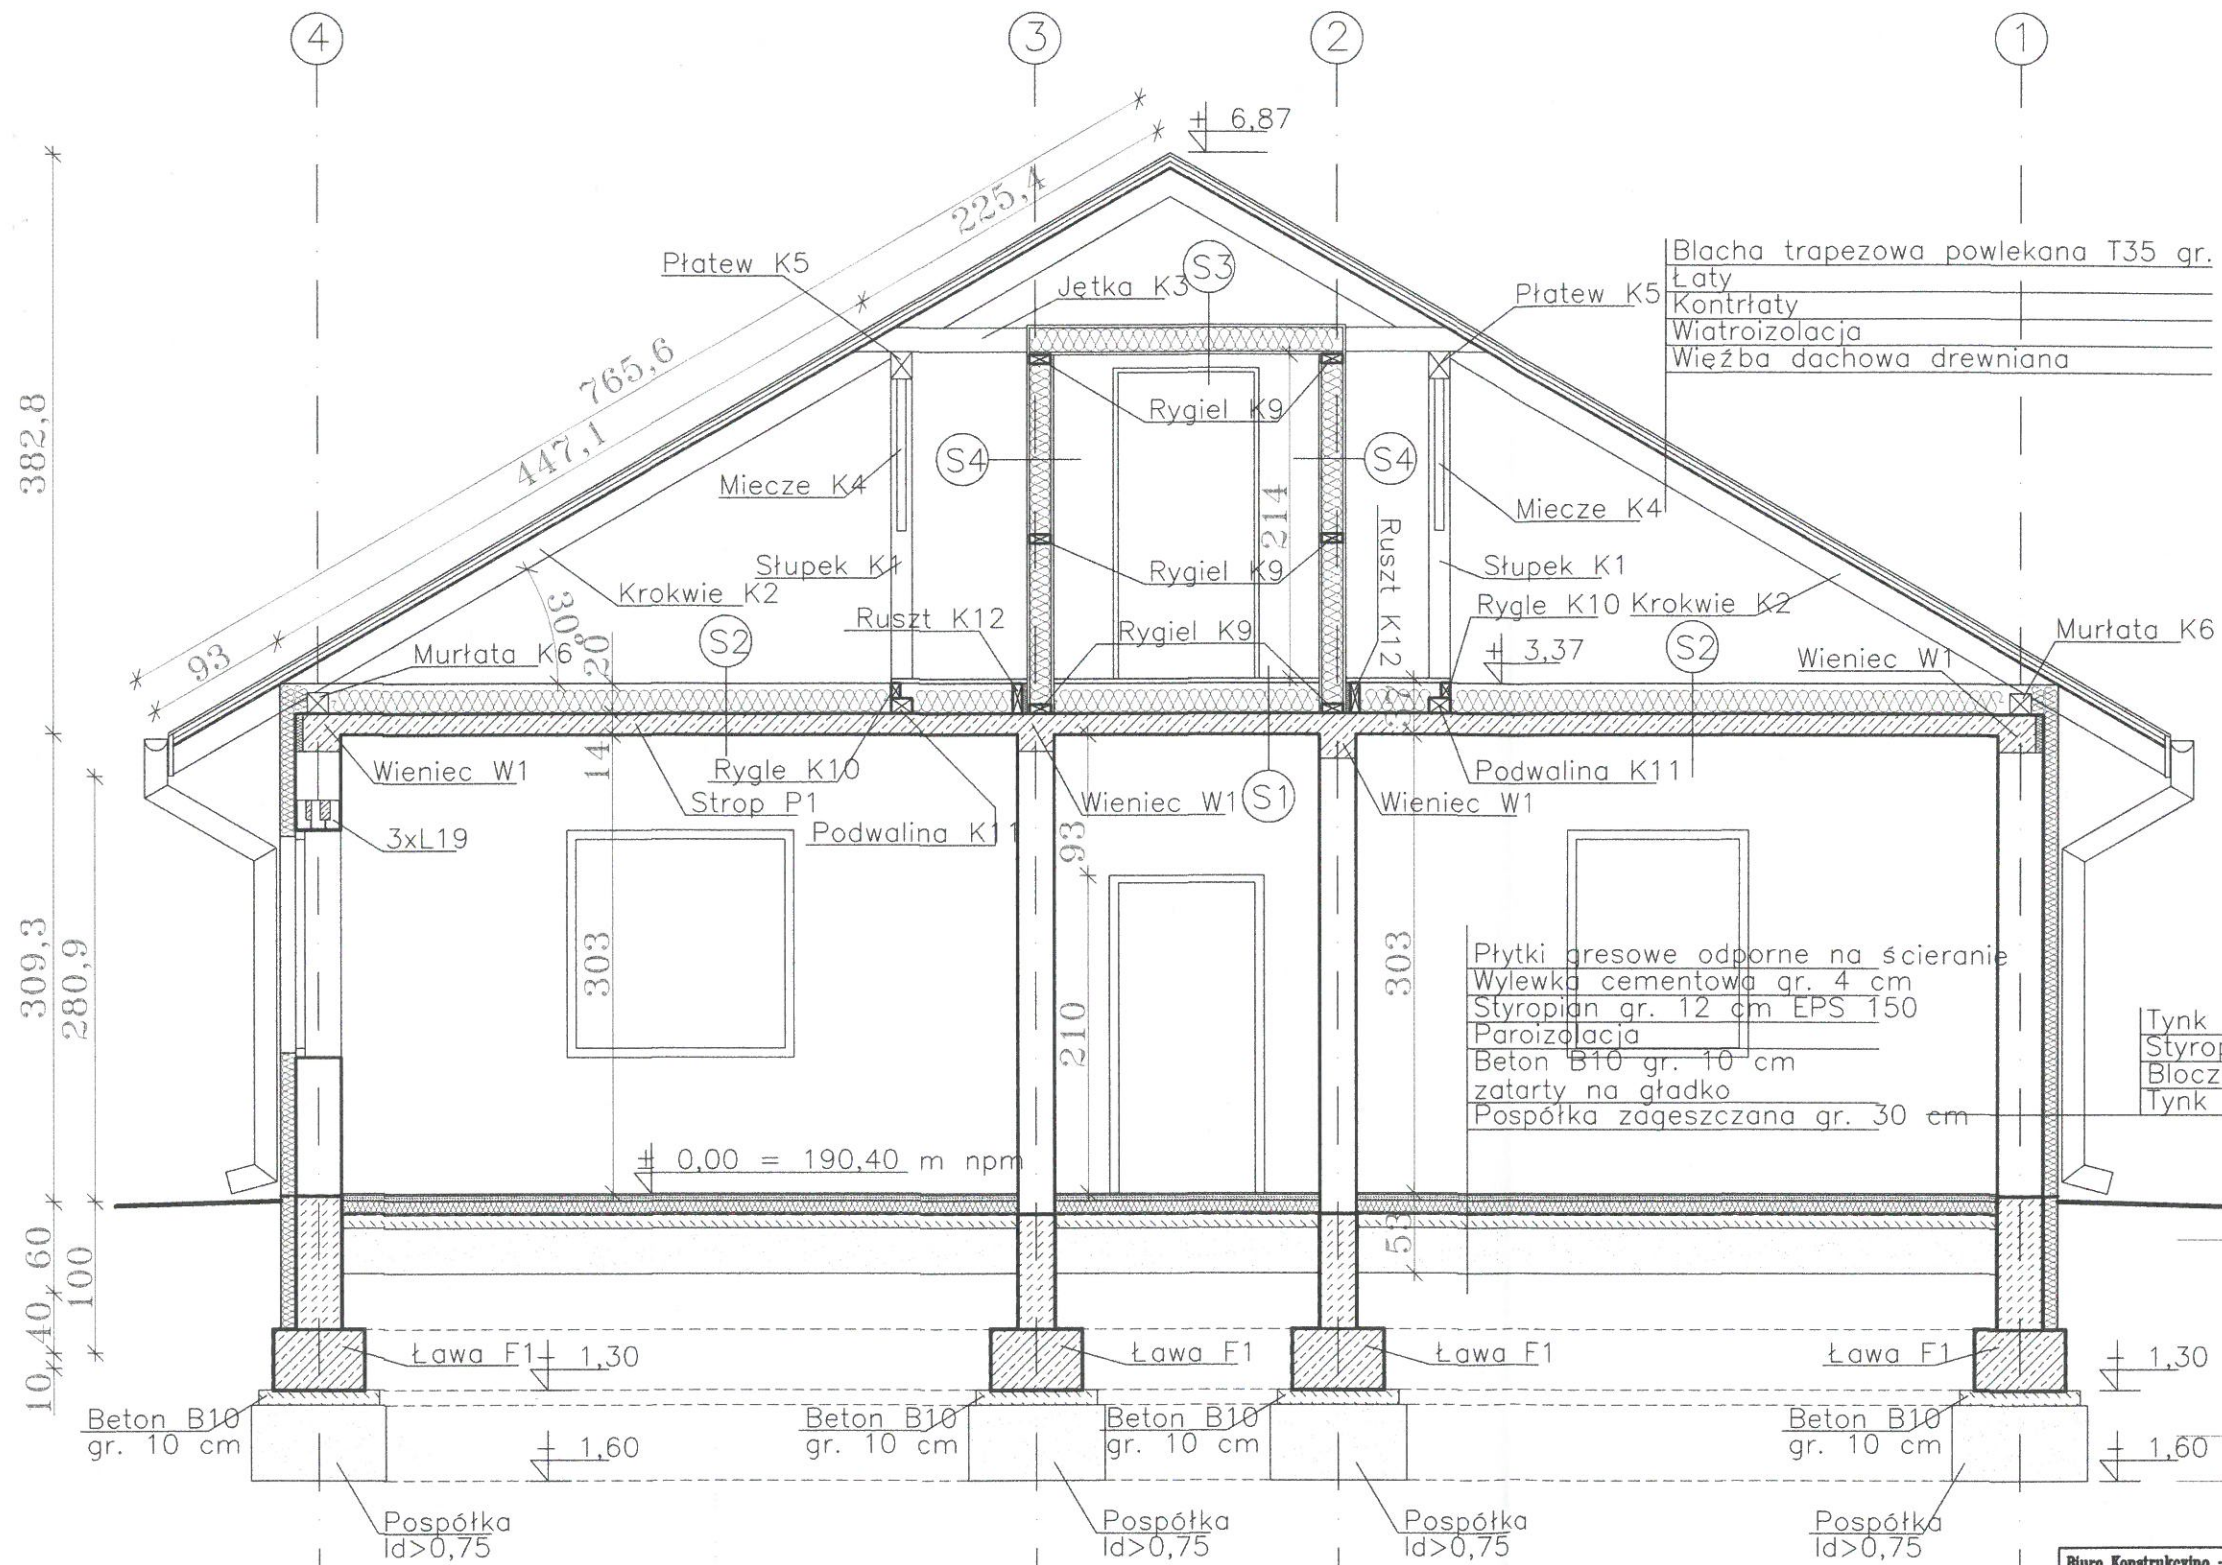 4
3
2
1
± 6,87
225,4
765,6
447,1
93
382,8
Płatew K5
Jętka K3
S3
Płatew K5
Blacha trapezowa powlekana T35 gr.
Łaty
Kontrłaty
Wiatroizolacja
Więźba dachowa drewniana
Rygiel K9
S4
S4
Miecze K4
214
Miecze K4
Ruszt K12
Słupek K1
Rygiel K9
Słupek K1
Krokwie K2
30°
Ruszt K12
Rygle K10
Krokwie K2
20
S2
Rygiel K9
± 3,37
S2
Murłata K6
Murłata K6
Wieniec W1
14
Wieniec W1
Rygle K10
Strop P1
Podwalina K11
3xL19
Wieniec W1
S1
Wieniec W1
Podwalina K11
93
309,3
280,9
303
210
303
Płytki gresowe odporne na ścieranie
Wylewka cementowa gr. 4 cm
Styropian gr. 12 cm EPS 150
Paroizolacja
Beton B10 gr. 10 cm
zatarty na gładko
Pospółka zagęszczana gr. 30 cm
Tynk
Styrop
Blocz
Tynk
± 0,00 = 190,40 m npm
53
60
100
40
10
Ława F1
± 1,30
Ława F1
Ława F1
Ława F1
± 1,30
Beton B10
gr. 10 cm
± 1,60
Beton B10
gr. 10 cm
Beton B10
gr. 10 cm
Beton B10
gr. 10 cm
± 1,60
Pospółka
Id>0,75
Pospółka
Id>0,75
Pospółka
Id>0,75
Pospółka
Id>0,75
Biuro Konstrukcyjno -